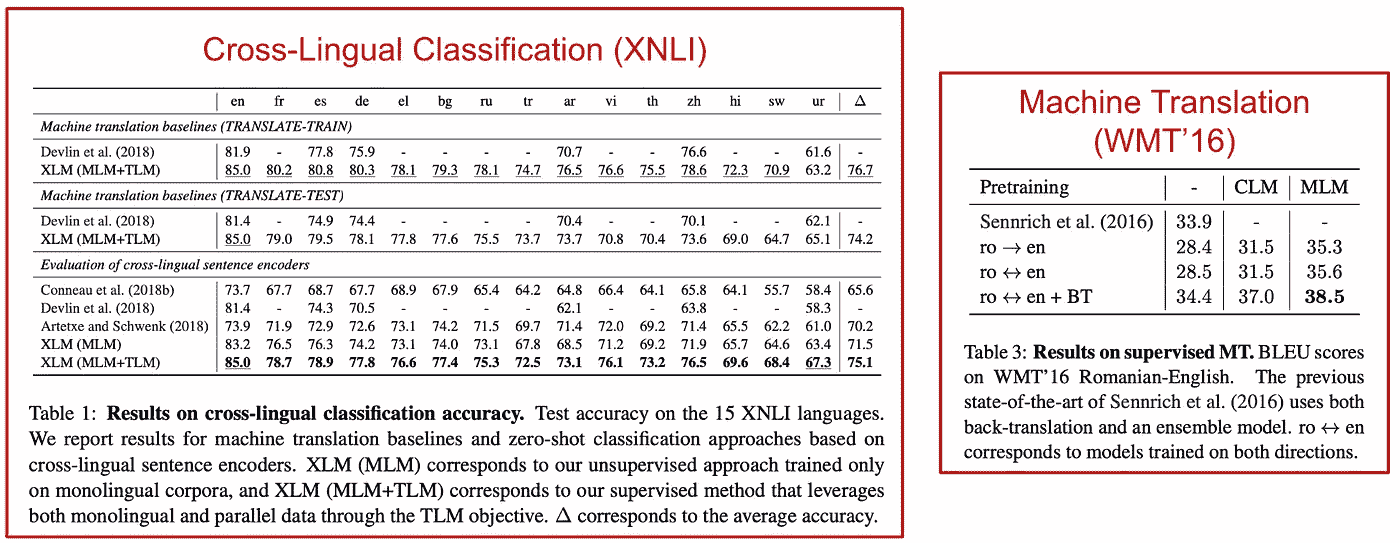 Cross-Lingual Classification (XNLI)
en fr es de el bg ru tr ar vi th zh hi sw ur Δ
Machine translation baselines (TRANSLATE-TRAIN)
Devlin et al. (2018) 81.9 - 77.8 75.9 - - - - 70.7 - - 76.6 - - 61.6 -
XLM (MLM+TLM) 85.0 80.2 80.8 80.3 78.1 79.3 78.1 74.7 76.5 76.6 75.5 78.6 72.3 70.9 63.2 76.7
Machine translation baselines (TRANSLATE-TEST)
Devlin et al. (2018) 81.4 - 74.9 74.4 - - - - 70.4 - - 70.1 - - 62.1 -
XLM (MLM+TLM) 85.0 79.0 79.5 78.1 77.8 77.6 75.5 73.7 73.7 70.8 70.4 73.6 69.0 64.7 65.1 74.2
Evaluation of cross-lingual sentence encoders
Conneau et al. (2018b) 73.7 67.7 68.7 67.7 68.9 67.9 65.4 64.2 64.8 66.4 64.1 65.8 64.1 55.7 58.4 65.6
Devlin et al. (2018) 81.4 - 74.3 70.5 - - - - 62.1 - - 63.8 - - 58.3 -
Artetxe and Schwenk (2018) 73.9 71.9 72.9 72.6 73.1 74.2 71.5 69.7 71.4 72.0 69.2 71.4 65.5 62.2 61.0 70.2
XLM (MLM) 83.2 76.5 76.3 74.2 73.1 74.0 73.1 67.8 68.5 71.2 69.2 71.9 65.7 64.6 63.4 71.5
XLM (MLM+TLM) 85.0 78.7 78.9 77.8 76.6 77.4 75.3 72.5 73.1 76.1 73.2 76.5 69.6 68.4 67.3 75.1
Table 1: Results on cross-lingual classification accuracy. Test accuracy on the 15 XNLI languages.
We report results for machine translation baselines and zero-shot classification approaches based on
cross-lingual sentence encoders. XLM (MLM) corresponds to our unsupervised approach trained only
on monolingual corpora, and XLM (MLM+TLM) corresponds to our supervised method that leverages
both monolingual and parallel data through the TLM objective. Δ corresponds to the average accuracy.
Machine Translation
(WMT'16)
Pretraining - CLM MLM
Sennrich et al. (2016) 33.9 - -
ro → en 28.4 31.5 35.3
ro ↔ en 28.5 31.5 35.6
ro ↔ en + BT 34.4 37.0 38.5
Table 3: Results on supervised MT. BLEU scores
on WMT'16 Romanian-English. The previous
state-of-the-art of Sennrich et al. (2016) uses both
back-translation and an ensemble model. ro ↔ en
corresponds to models trained on both directions.